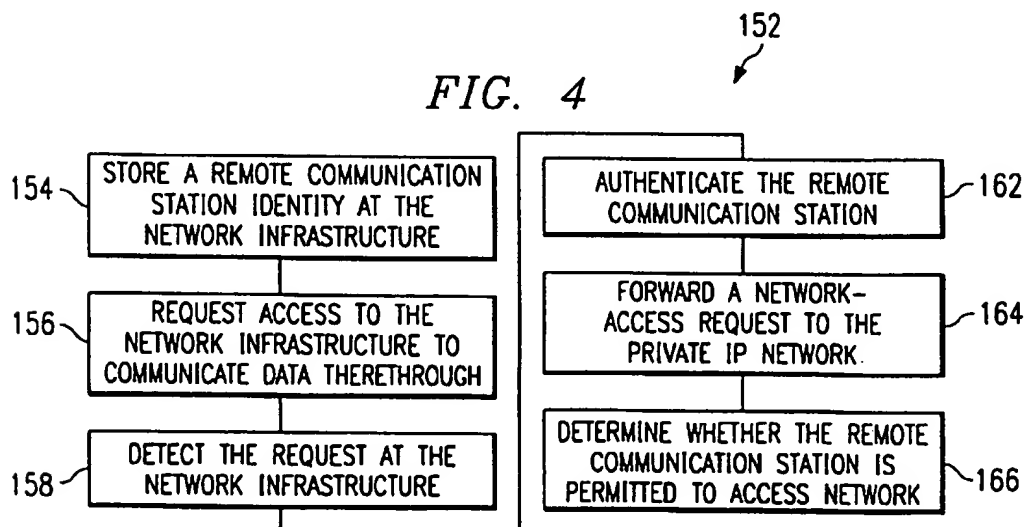 152
FIG. 4
154
STORE A REMOTE COMMUNICATION
STATION IDENTITY AT THE
NETWORK INFRASTRUCTURE
156
REQUEST ACCESS TO THE
NETWORK INFRASTRUCTURE TO
COMMUNICATE DATA THERETHROUGH
158
DETECT THE REQUEST AT THE
NETWORK INFRASTRUCTURE
AUTHENTICATE THE REMOTE
COMMUNICATION STATION
162
FORWARD A NETWORK-
ACCESS REQUEST TO THE
PRIVATE IP NETWORK.
164
DETERMINE WHETHER THE REMOTE
COMMUNICATION STATION IS
PERMITTED TO ACCESS NETWORK
166